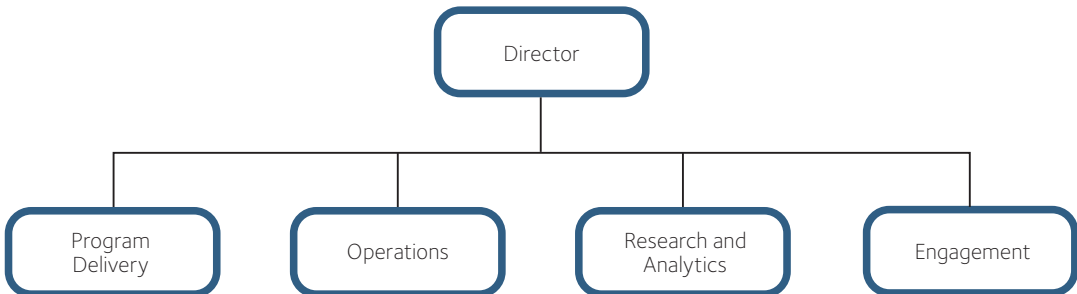 Director
Program
Delivery
Operations
Research and
Analytics
Engagement